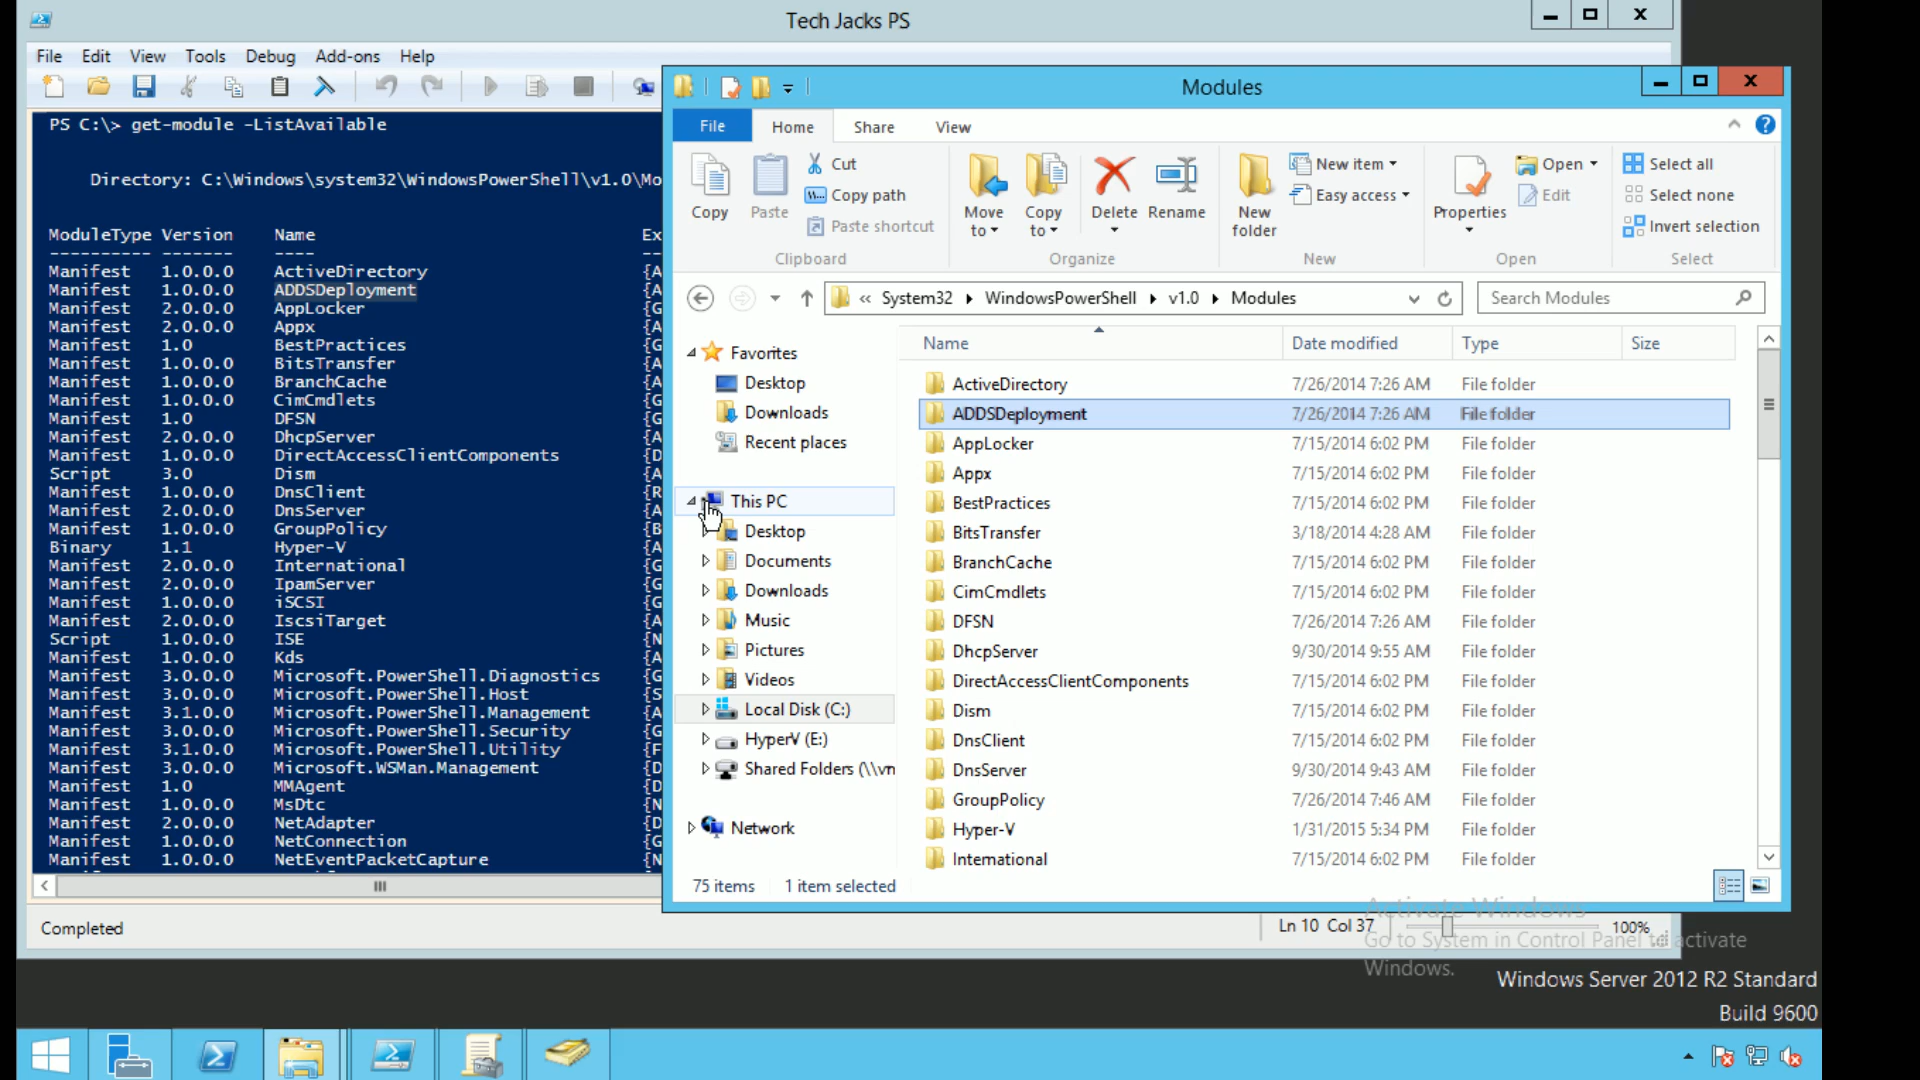 Tech Jacks PS
File Edit View Tools Debug Add-ons Help
PS C:\> get-module -ListAvailable
Directory: C:\Windows\system32\WindowsPowerShell\v1.0\Mo
ModuleType Version Name Ex
---------- ------- ---- --
Manifest 1.0.0.0 ActiveDirectory {A
Manifest 1.0.0.0 ADDSDeployment {A
Manifest 2.0.0.0 AppLocker {G
Manifest 2.0.0.0 Appx {A
Manifest 1.0 BestPractices {G
Manifest 1.0.0.0 BitsTransfer {A
Manifest 1.0.0.0 BranchCache {A
Manifest 1.0.0.0 CimCmdlets {G
Manifest 1.0 DFSN {G
Manifest 2.0.0.0 DhcpServer {A
Manifest 1.0.0.0 DirectAccessClientComponents {D
Script 3.0 Dism {A
Manifest 1.0.0.0 DnsClient {R
Manifest 2.0.0.0 DnsServer {A
Manifest 1.0.0.0 GroupPolicy {B
Binary 1.1 Hyper-V {A
Manifest 2.0.0.0 International {G
Manifest 2.0.0.0 IpamServer {G
Manifest 1.0.0.0 iSCSI {G
Manifest 2.0.0.0 IscsiTarget {A
Script 1.0.0.0 ISE {N
Manifest 1.0.0.0 Kds {A
Manifest 3.0.0.0 Microsoft.PowerShell.Diagnostics {G
Manifest 3.0.0.0 Microsoft.PowerShell.Host {S
Manifest 3.1.0.0 Microsoft.PowerShell.Management {A
Manifest 3.0.0.0 Microsoft.PowerShell.Security {G
Manifest 3.1.0.0 Microsoft.PowerShell.Utility {F
Manifest 3.0.0.0 Microsoft.WSMan.Management {D
Manifest 1.0 MMAgent {D
Manifest 1.0.0.0 MsDtc {N
Manifest 2.0.0.0 NetAdapter {D
Manifest 1.0.0.0 NetConnection {G
Manifest 1.0.0.0 NetEventPacketCapture {N
Completed
Ln 10 Col 37
100%
Modules
File Home Share View
Copy
Paste
Cut
Copy path
Paste shortcut
Clipboard
Move to
Copy to
Delete
Rename
Organize
New folder
New item
Easy access
New
Properties
Open
Edit
Open
Select all
Select none
Invert selection
Select
« System32 WindowsPowerShell v1.0 Modules
Search Modules
Favorites
Desktop
Downloads
Recent places
This PC
Desktop
Documents
Downloads
Music
Pictures
Videos
Local Disk (C:)
HyperV (E:)
Shared Folders (\\vm
Network
Name Date modified Type Size
ActiveDirectory 7/26/2014 7:26 AM File folder
ADDSDeployment 7/26/2014 7:26 AM File folder
AppLocker 7/15/2014 6:02 PM File folder
Appx 7/15/2014 6:02 PM File folder
BestPractices 7/15/2014 6:02 PM File folder
BitsTransfer 3/18/2014 4:28 AM File folder
BranchCache 7/15/2014 6:02 PM File folder
CimCmdlets 7/15/2014 6:02 PM File folder
DFSN 7/26/2014 7:26 AM File folder
DhcpServer 9/30/2014 9:55 AM File folder
DirectAccessClientComponents 7/15/2014 6:02 PM File folder
Dism 7/15/2014 6:02 PM File folder
DnsClient 7/15/2014 6:02 PM File folder
DnsServer 9/30/2014 9:43 AM File folder
GroupPolicy 7/26/2014 7:46 AM File folder
Hyper-V 1/31/2015 5:34 PM File folder
International 7/15/2014 6:02 PM File folder
75 items 1 item selected
Activate Windows
Go to System in Control Panel to activate
Windows.
Windows Server 2012 R2 Standard
Build 9600